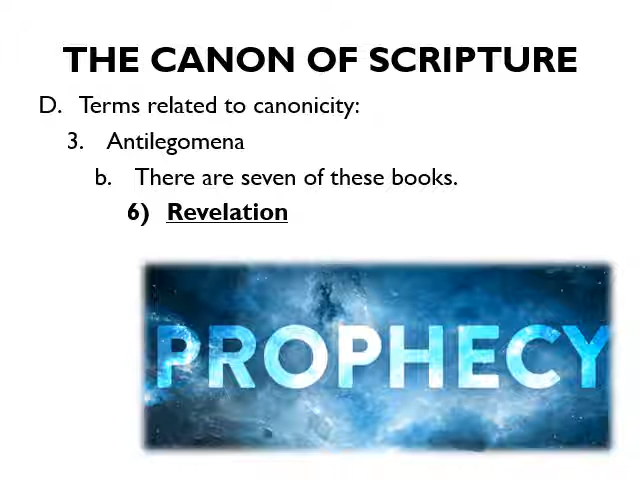 THE CANON OF SCRIPTURE
D. Terms related to canonicity:
3. Antilegomena
b. There are seven of these books.
6) Revelation
PROPHECY